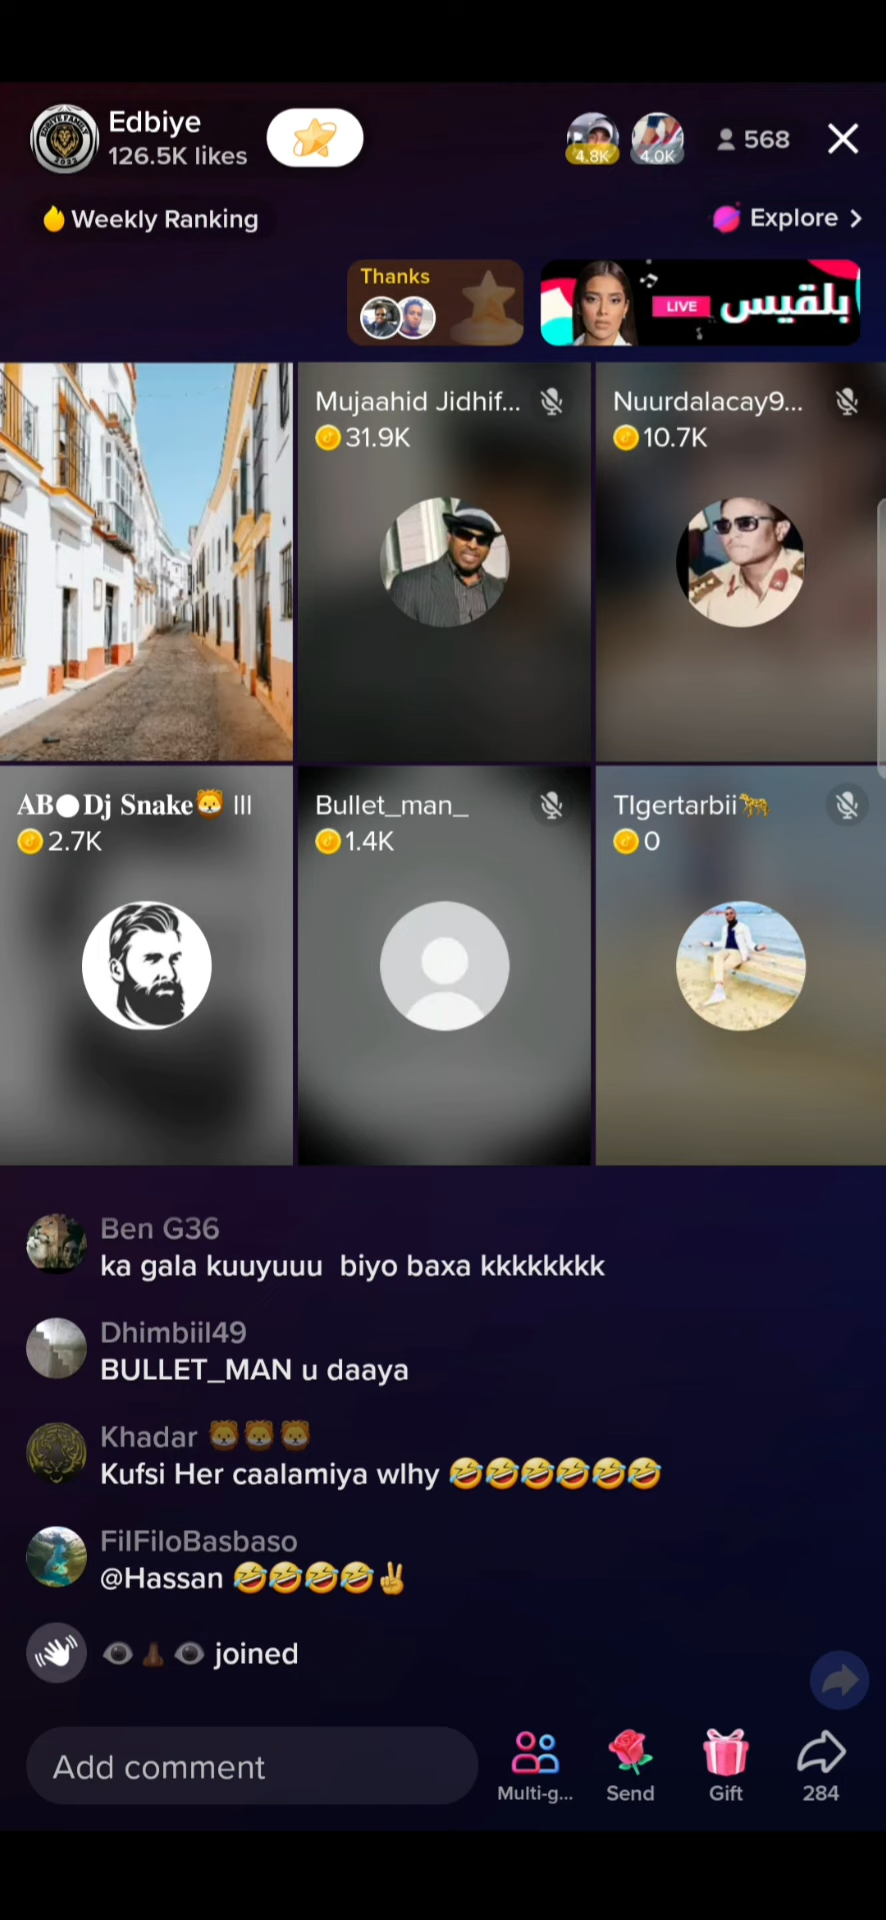 Edbiye
126.5K likes
4.8K
4.0K
568
Weekly Ranking
Explore >
Thanks
LIVE بلقيس
Mujaahid Jidhif...
31.9K
Nuurdalacay9...
10.7K
AB●Dj Snake🦁 III
2.7K
Bullet_man_
1.4K
TIgertarbii🐆
0
Ben G36
ka gala kuuyuuu biyo baxa kkkkkkkk
Dhimbiil49
BULLET_MAN u daaya
Khadar 🦁🦁🦁
Kufsi Her caalamiya wlhy 🤣🤣🤣🤣🤣🤣
FilFiloBasbaso
@Hassan 🤣🤣🤣🤣✌
👁👃🏿👁 joined
Add comment
Multi-g...
Send
Gift
284